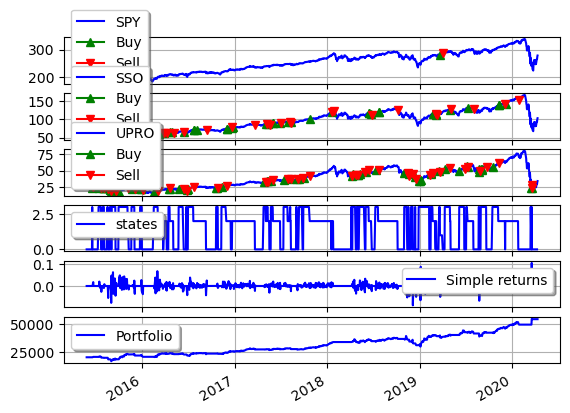 SPY
Buy
Sell
300
200
SSO
Buy
Sell
150
100
50
UPRO
Buy
Sell
75
50
25
states
2.5
0.0
Simple returns
0.1
0.0
Portfolio
50000
25000
2016
2017
2018
2019
2020